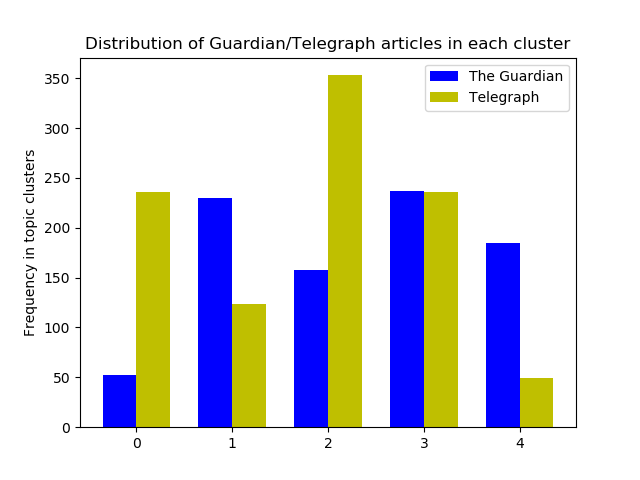 Distribution of Guardian/Telegraph articles in each cluster
The Guardian
Telegraph
Frequency in topic clusters
350
300
250
200
150
100
50
0
0 1 2 3 4